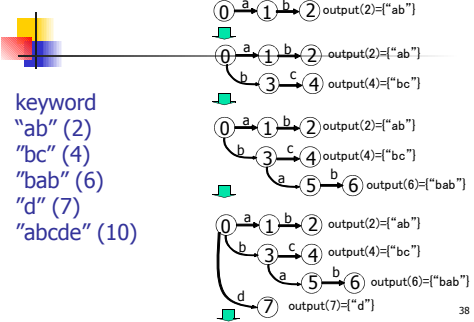 keyword
“ab” (2)
”bc” (4)
”bab” (6)
”d” (7)
”abcde” (10)
0 a 1 b 2 output(2)={“ab”}
0 a 1 b 2 output(2)={“ab”}
b 3 c 4 output(4)={“bc”}
0 a 1 b 2 output(2)={“ab”}
b 3 c 4 output(4)={“bc”}
a 5 b 6 output(6)={“bab”}
0 a 1 b 2 output(2)={“ab”}
b 3 c 4 output(4)={“bc”}
a 5 b 6 output(6)={“bab”}
d 7 output(7)={“d”}
38